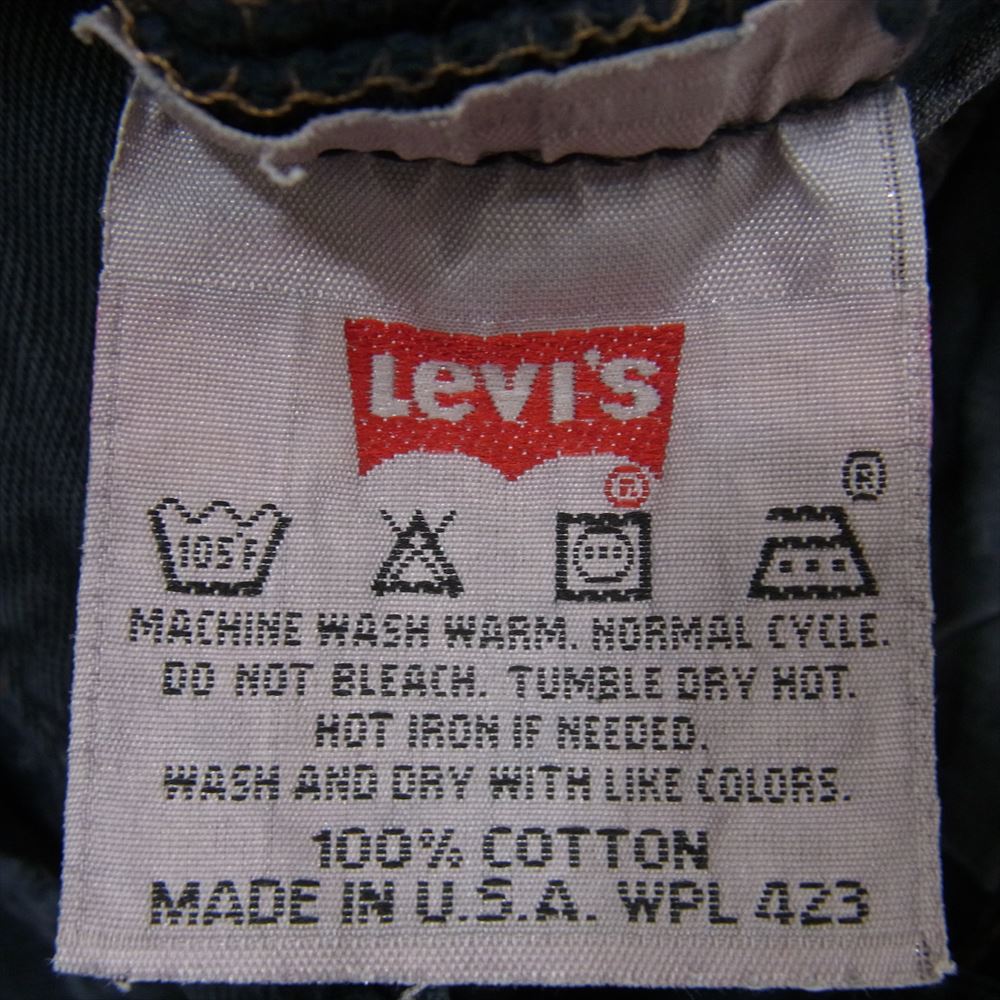 Levi's
®
®
105°F
MACHINE WASH WARM. NORMAL CYCLE.
DO NOT BLEACH. TUMBLE DRY HOT.
HOT IRON IF NEEDED.
WASH AND DRY WITH LIKE COLORS.
100% COTTON
MADE IN U.S.A. WPL 423